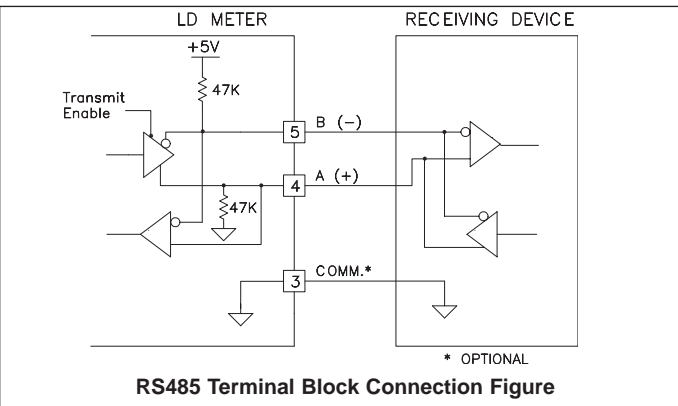 LD METER
RECEIVING DEVICE
+5V
47K
Transmit
Enable
5
B (-)
4
A (+)
47K
3
COMM.*
* OPTIONAL
RS485 Terminal Block Connection Figure